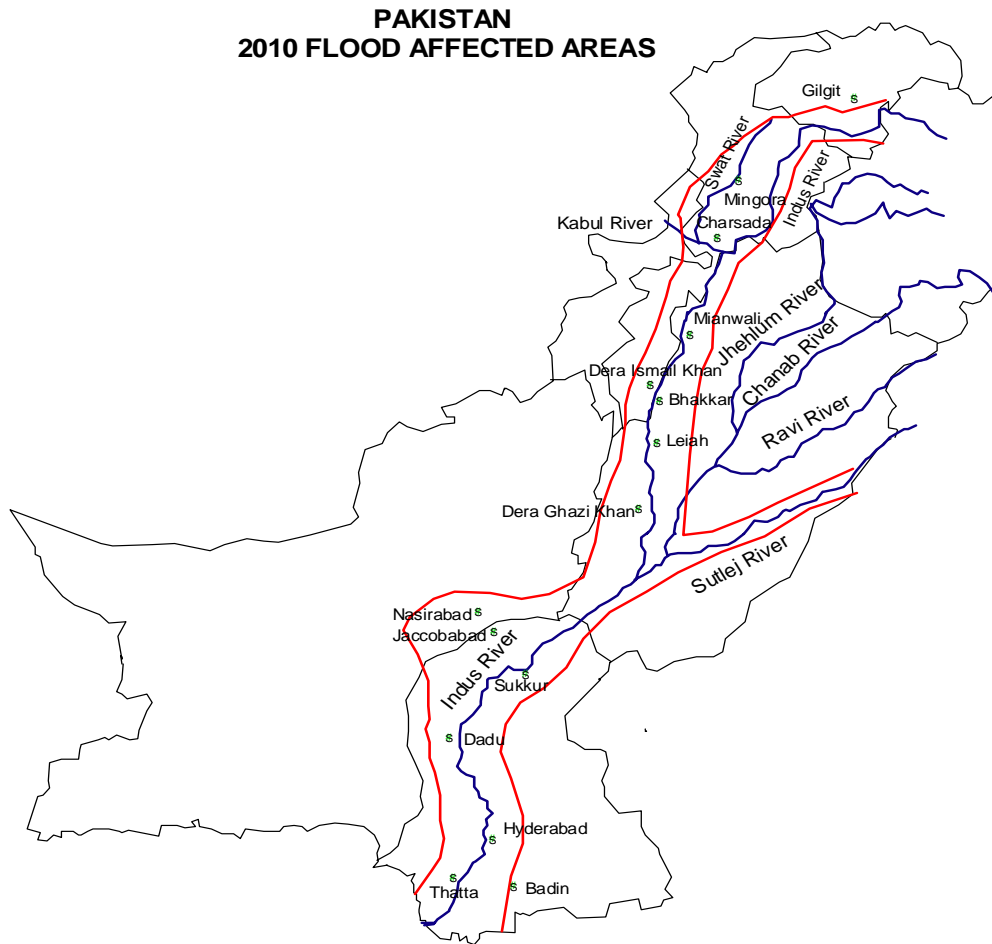 PAKISTAN
2010 FLOOD AFFECTED AREAS
Gilgit
Swat River
Mingora
Indus River
Kabul River
Charsada
Mianwali
Jhehlum River
Dera Ismail Khan
Chanab River
Bhakkar
Ravi River
Leiah
Dera Ghazi Khan
Sutlej River
Nasirabad
Jaccobabad
Indus River
Sukkur
Dadu
Hyderabad
Thatta
Badin